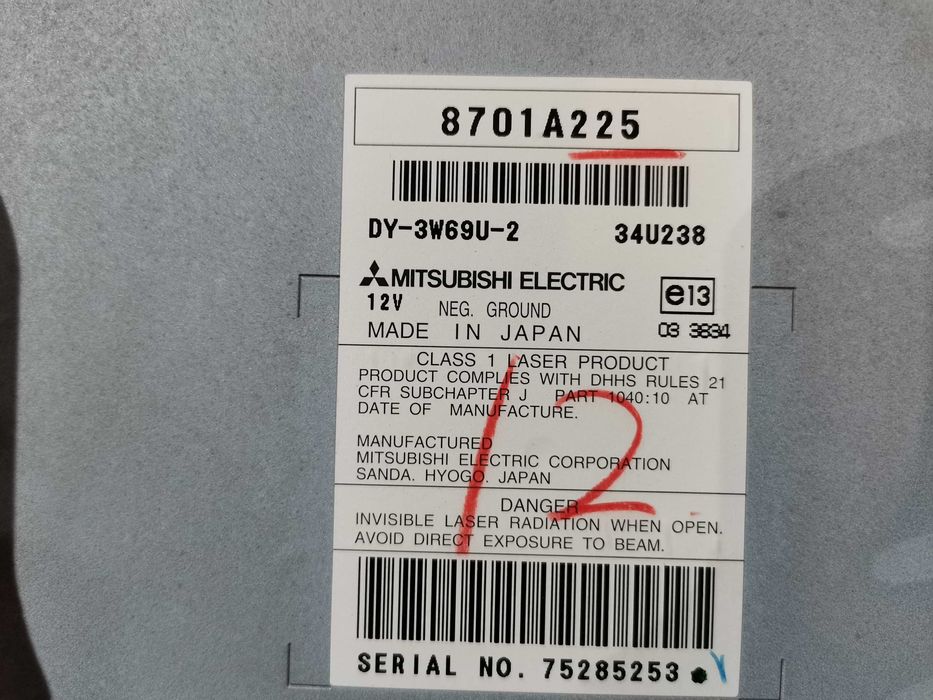 8701A225
DY-3W69U-2 34U238
MITSUBISHI ELECTRIC
12V NEG. GROUND
e13
MADE IN JAPAN
03 3834
CLASS 1 LASER PRODUCT
PRODUCT COMPLIES WITH DHHS RULES 21
CFR SUBCHAPTER J PART 1040:10 AT
DATE OF MANUFACTURE.
MANUFACTURED
MITSUBISHI ELECTRIC CORPORATION
SANDA. HYOGO. JAPAN
12
DANGER
INVISIBLE LASER RADIATION WHEN OPEN.
AVOID DIRECT EXPOSURE TO BEAM.
SERIAL NO. 75285253